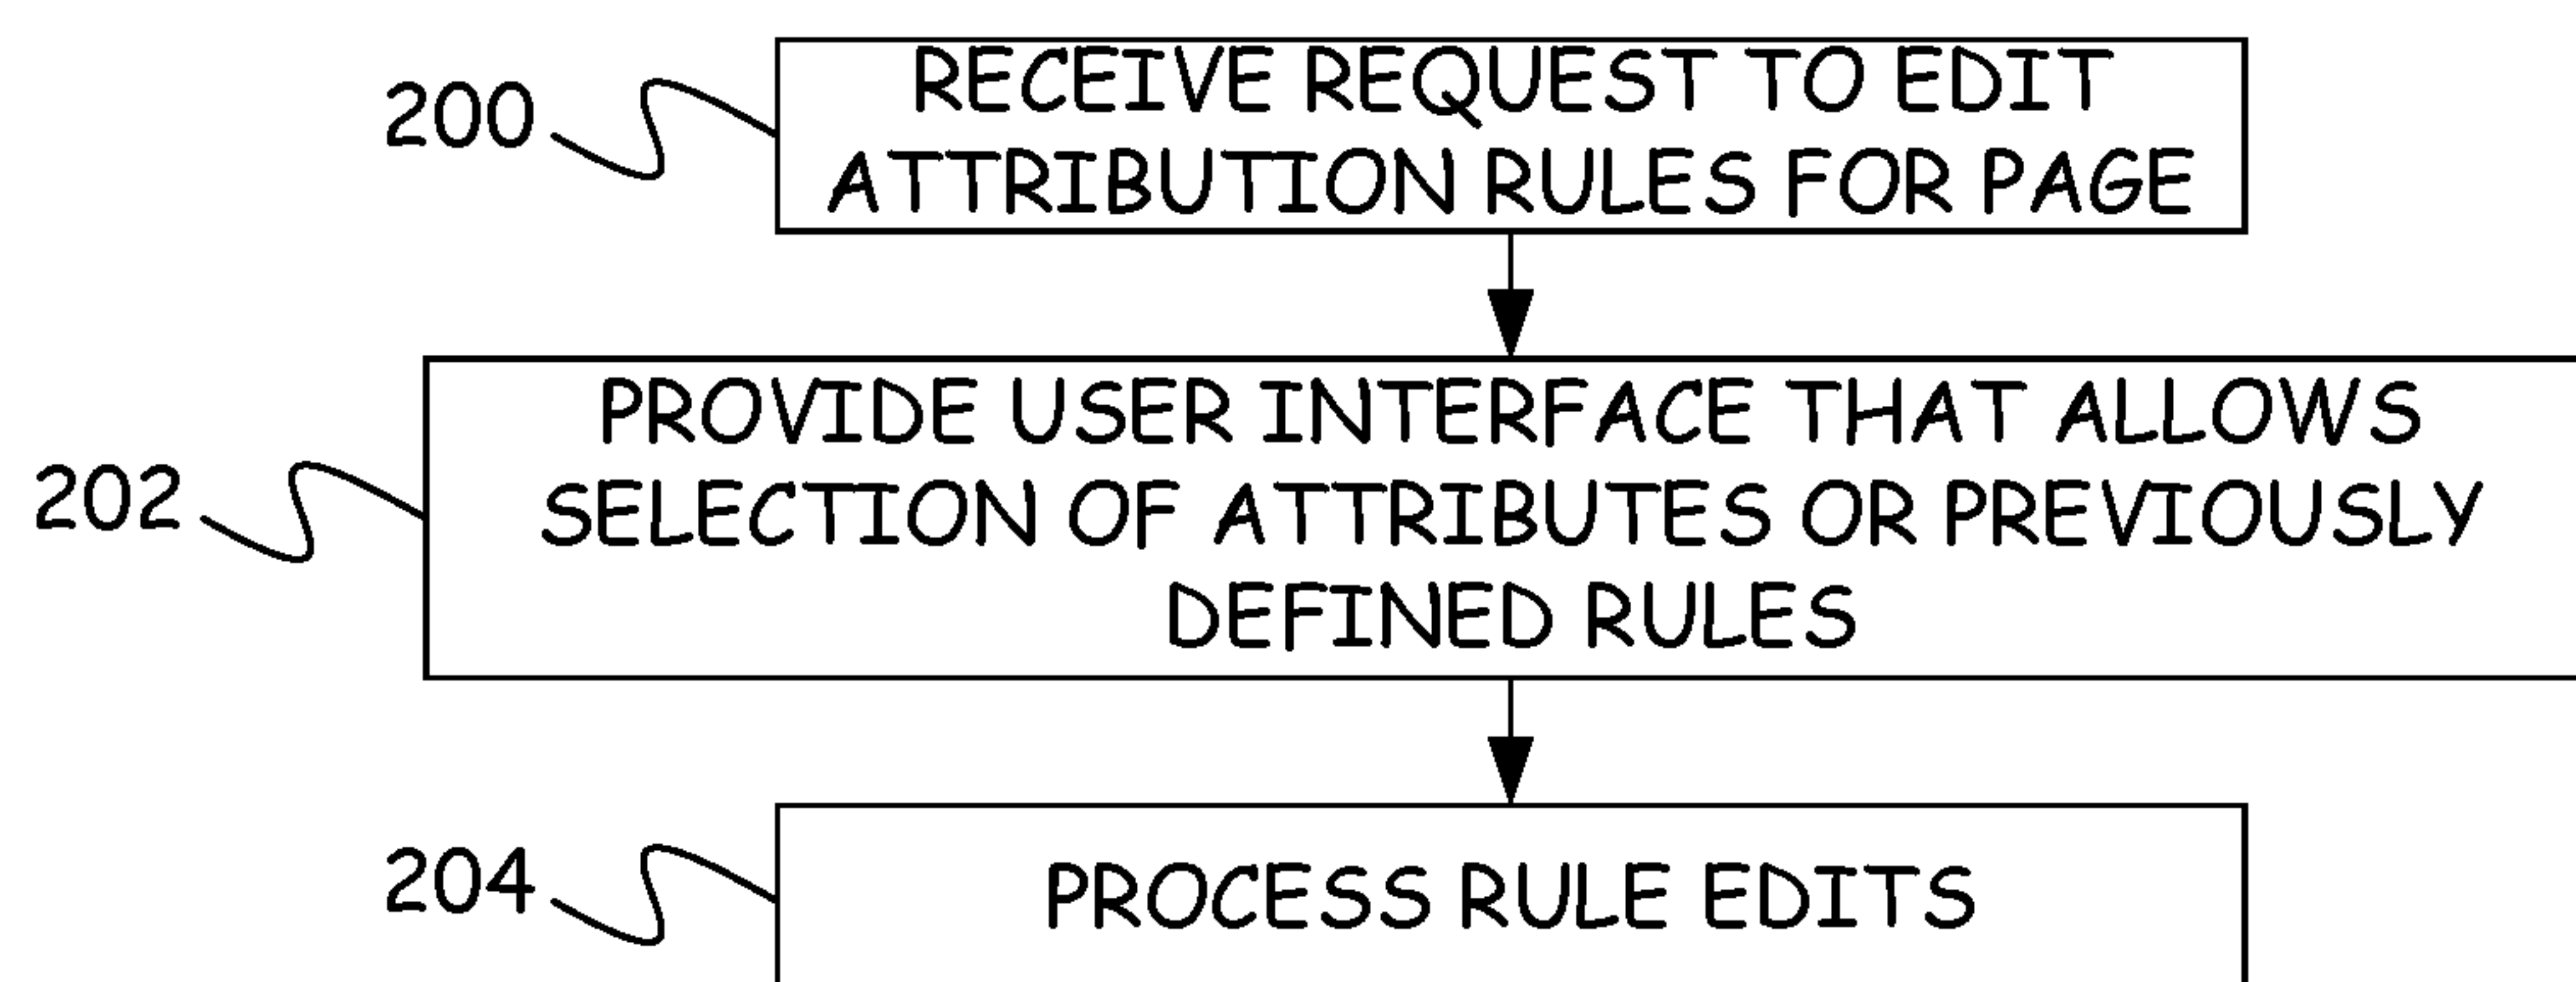 200
RECEIVE REQUEST TO EDIT
ATTRIBUTION RULES FOR PAGE
202
PROVIDE USER INTERFACE THAT ALLOWS
SELECTION OF ATTRIBUTES OR PREVIOUSLY
DEFINED RULES
204
PROCESS RULE EDITS